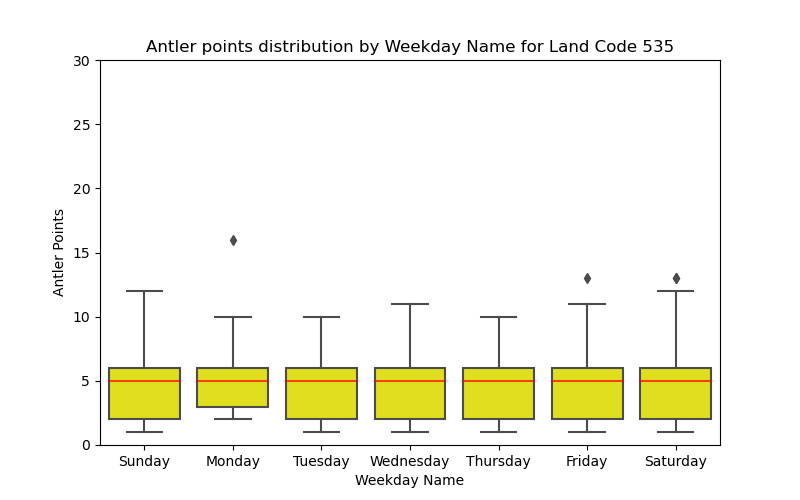 Antler points distribution by Weekday Name for Land Code 535
30
25
20
15
10
5
0
Antler Points
Sunday Monday Tuesday Wednesday Thursday Friday Saturday
Weekday Name